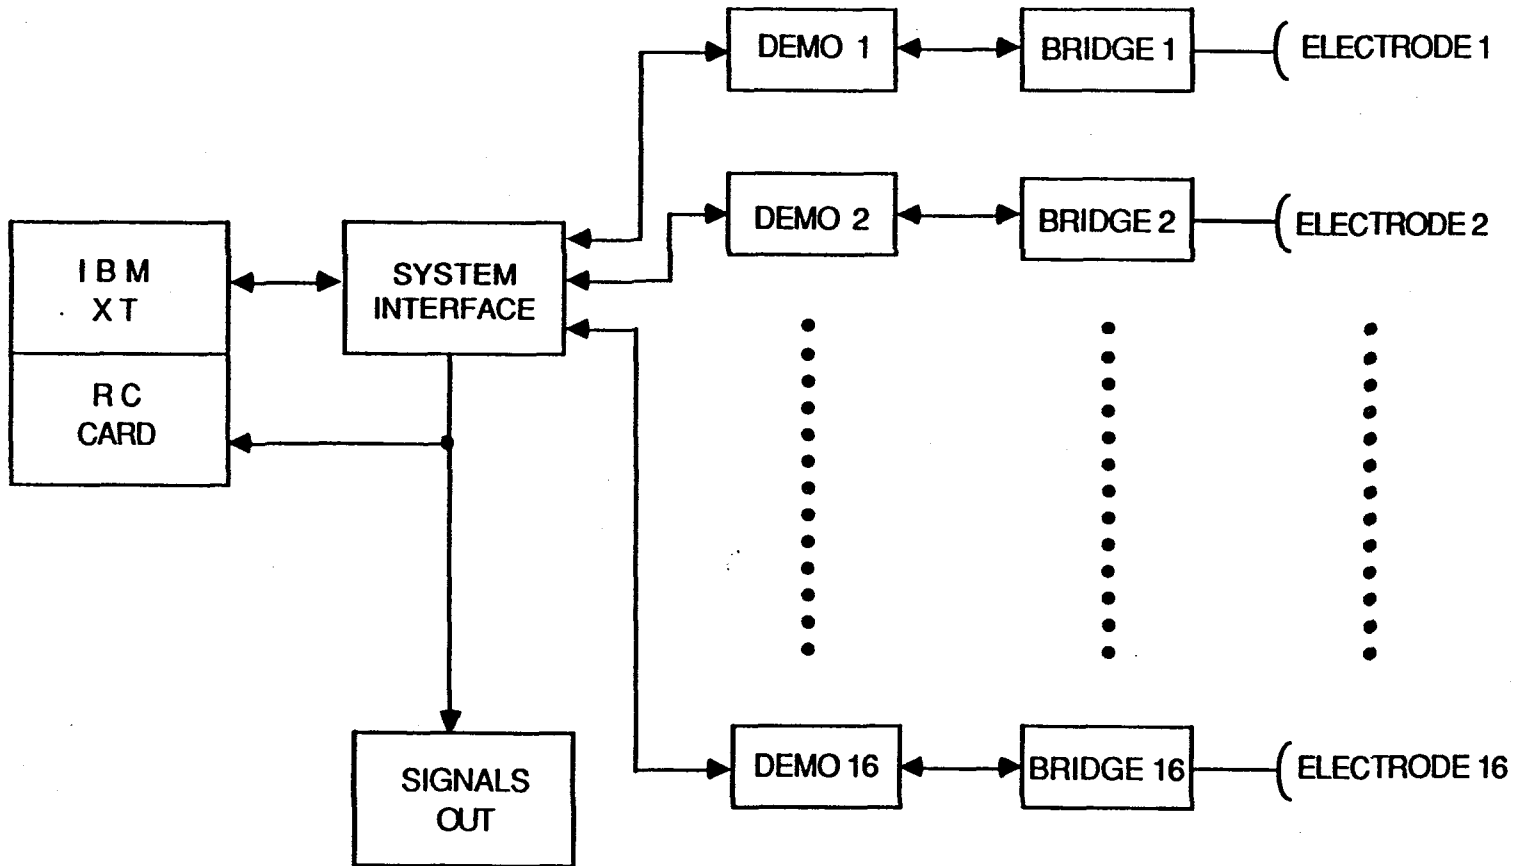 DEMO 1
BRIDGE 1
ELECTRODE 1
DEMO 2
BRIDGE 2
ELECTRODE 2
I B M
X T
SYSTEM
INTERFACE
R C
CARD
DEMO 16
BRIDGE 16
ELECTRODE 16
SIGNALS
OUT